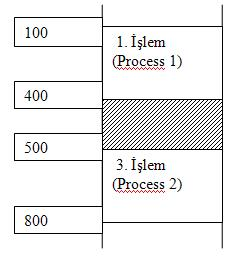 100
1. İşlem
(Process 1)
400
500
3. İşlem
(Process 2)
800